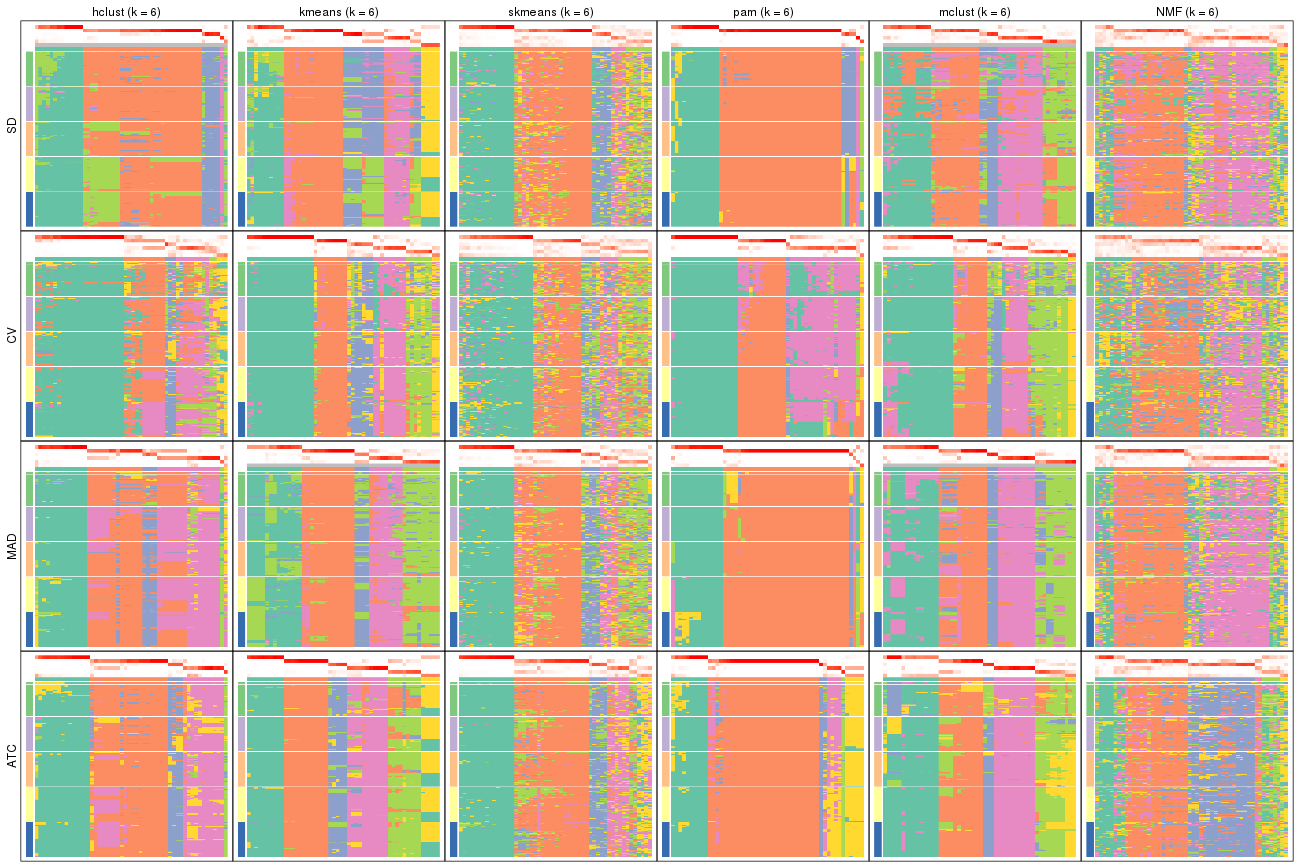 hclust (k = 6) kmeans (k = 6) skmeans (k = 6) pam (k = 6) mclust (k = 6) NMF (k = 6)
SD
CV
MAD
ATC